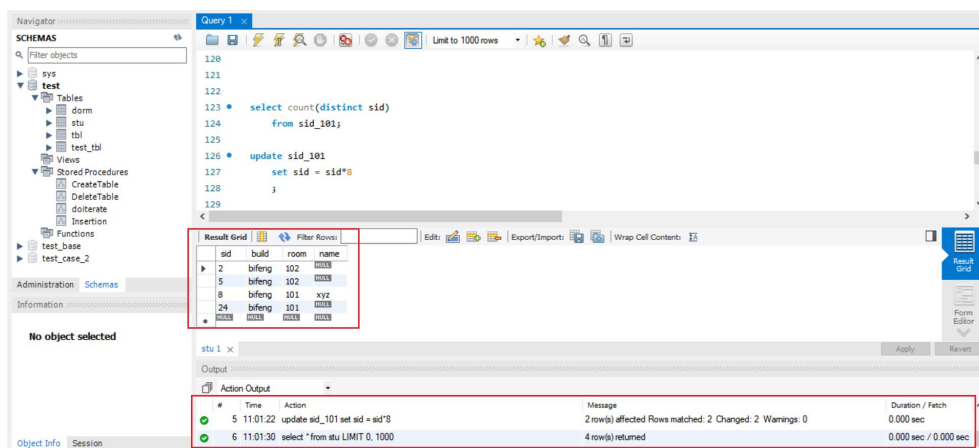 Navigator
SCHEMAS
Filter objects
sys
test
Tables
dorm
stu
tbl
test_tbl
Views
Stored Procedures
CreateTable
DeleteTable
doiterate
Insertion
Functions
test_base
test_case_2
Administration Schemas
Information
No object selected
Object Info Session
Query 1
Limit to 1000 rows
120
121
122
123 select count(distinct sid)
124 from sid_101;
125
126 update sid_101
127 set sid = sid*8
128 ;
129
Result Grid Filter Rows: Edit: Export/Import: Wrap Cell Content:
sid build room name
2 bifeng 102 NULL
5 bifeng 102 NULL
8 bifeng 101 xyz
24 bifeng 101 NULL
NULL NULL NULL NULL
Result Grid
Form Editor
stu 1 Apply Revert
Output
Action Output
# Time Action Message Duration / Fetch
5 11:01:22 update sid_101 set sid = sid*8 2 row(s) affected Rows matched: 2 Changed: 2 Warnings: 0 0.000 sec
6 11:01:30 select * from stu LIMIT 0, 1000 4 row(s) returned 0.000 sec / 0.000 sec